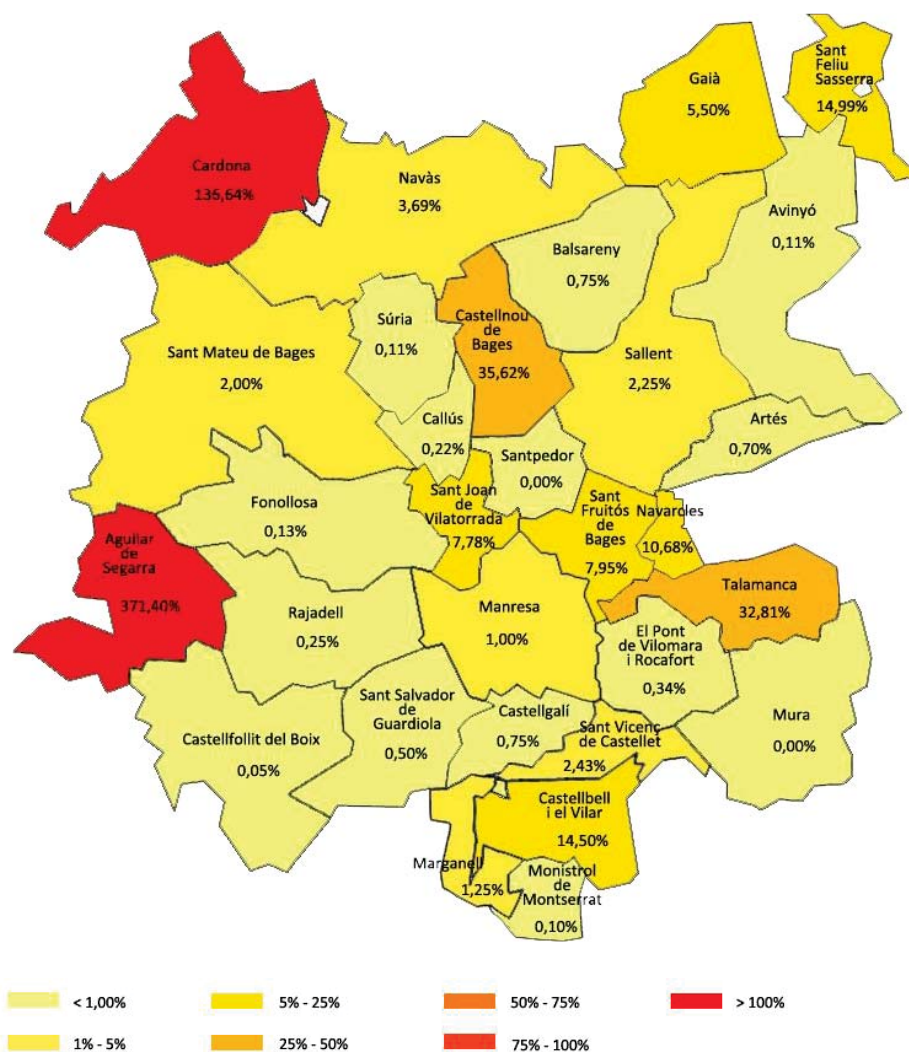 Sant
Feliu
Sasserra
14,99%
Gaià
5,50%
Cardona
136,64%
Navàs
3,69%
Avinyó
0,11%
Balsareny
0,75%
Castellnou
de
Bages
35,62%
Súria
0,11%
Sant Mateu de Bages
2,00%
Sallent
2,25%
Callús
0,22%
Artés
0,70%
Santpedor
0,00%
Sant Joan
de
Vilatorrada
7,78%
Sant
Fruitós
de
Bages
7,95%
Navarcles
10,68%
Fonollosa
0,13%
Aguilar
de
Segarra
371,40%
Talamanca
32,81%
Rajadell
0,25%
Manresa
1,00%
El Pont
de Vilomara
i Rocafort
0,34%
Sant Salvador
de
Guardiola
0,50%
Castellgalí
0,75%
Mura
0,00%
Castellfollit del Boix
0,05%
Sant Vicenç
de Castellet
2,43%
Castellbell
i el Vilar
14,50%
Marganell
1,25%
Monistrol
de
Montserrat
0,10%
< 1,00%
5% - 25%
50% - 75%
> 100%
1% - 5%
25% - 50%
75% - 100%